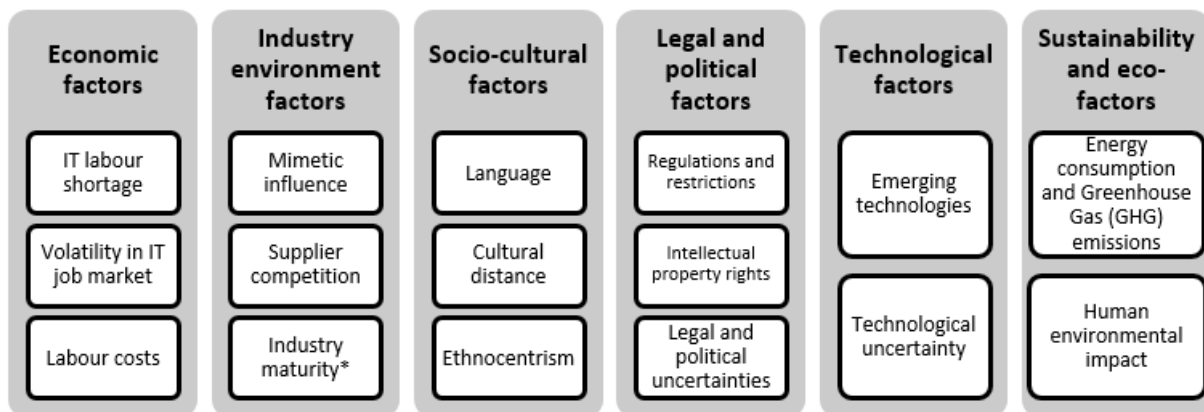 Economic
factors
IT labour
shortage
Volatility in IT
job market
Labour costs
Industry
environment
factors
Mimetic
influence
Supplier
competition
Industry
maturity*
Socio-cultural
factors
Language
Cultural
distance
Ethnocentrism
Legal and
political
factors
Regulations and
restrictions
Intellectual
property rights
Legal and
political
uncertainties
Technological
factors
Emerging
technologies
Technological
uncertainty
Sustainability
and eco-
factors
Energy
consumption
and Greenhouse
Gas (GHG)
emissions
Human
environmental
impact